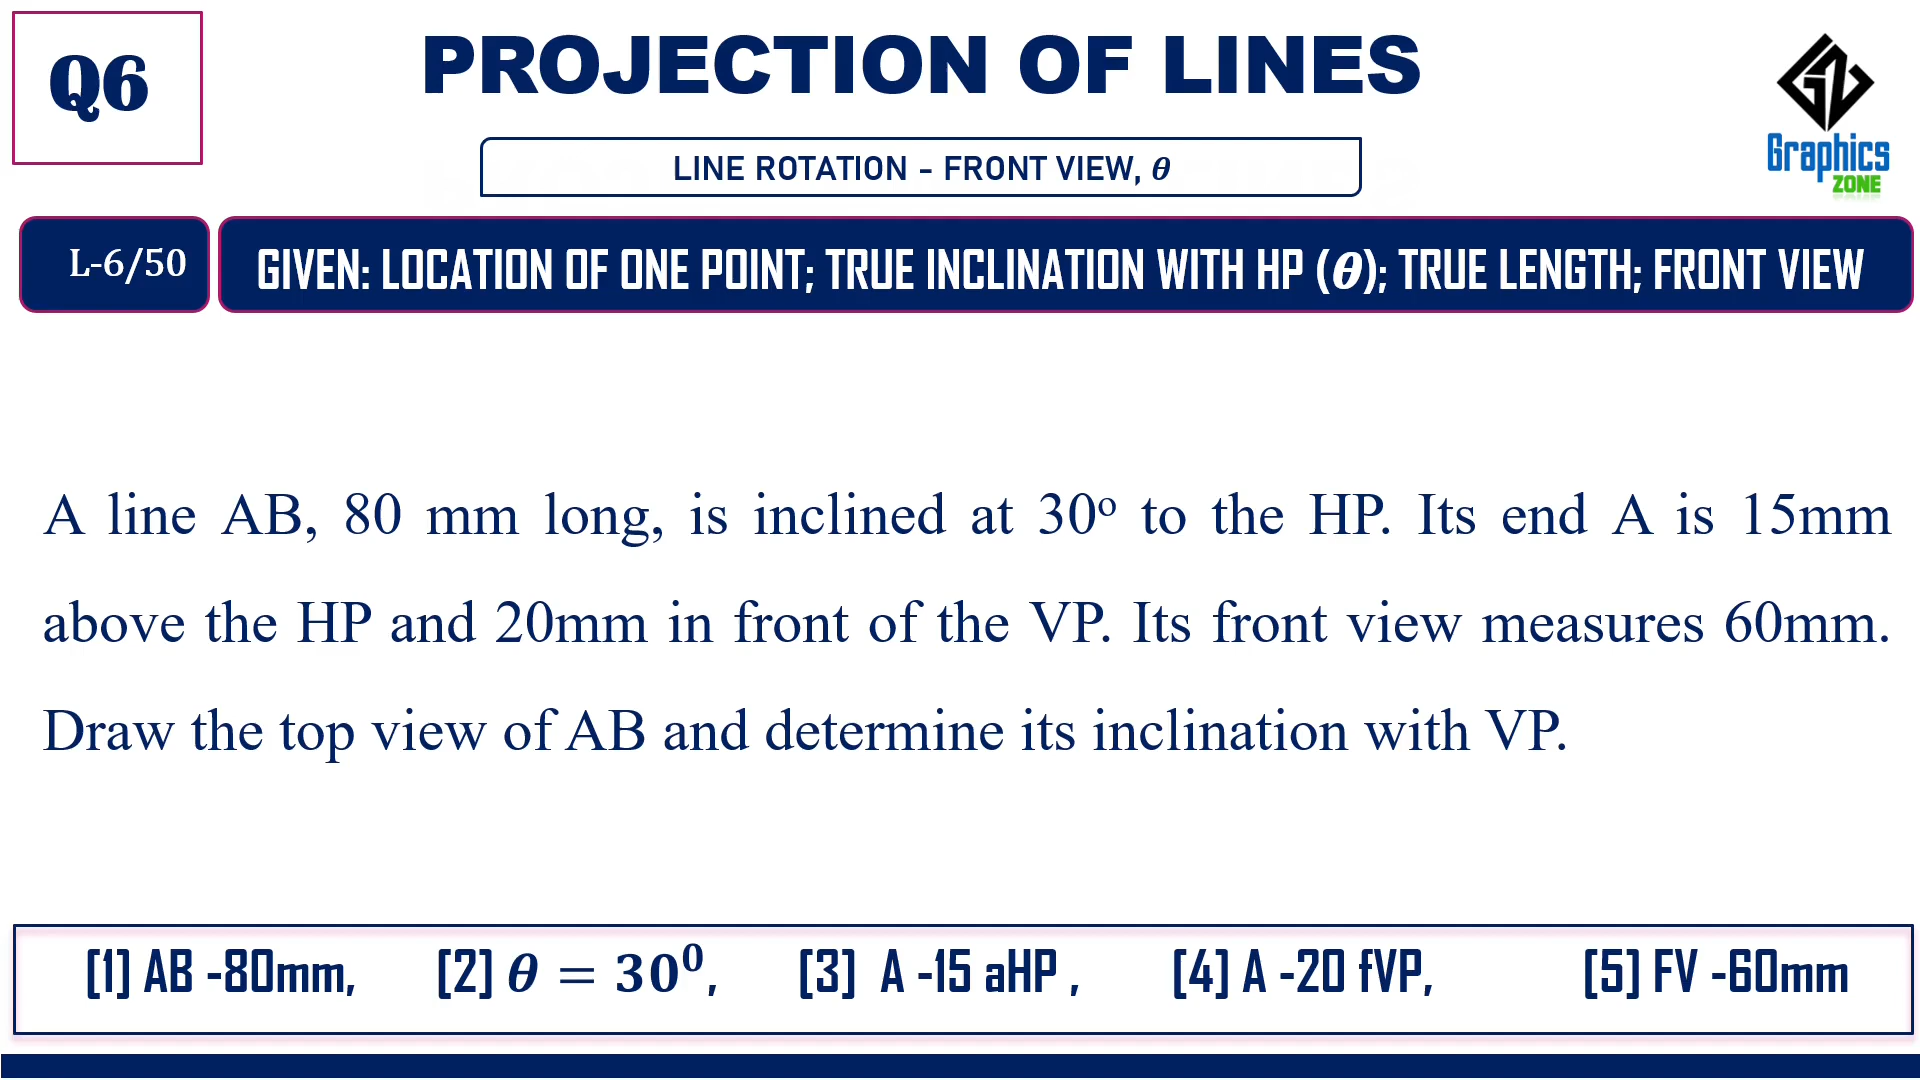 Q6
PROJECTION OF LINES
LINE ROTATION - FRONT VIEW, 𝜽
Graphics
ZONE
L-6/50
GIVEN: LOCATION OF ONE POINT; TRUE INCLINATION WITH HP (𝜽); TRUE LENGTH; FRONT VIEW
A line AB, 80 mm long, is inclined at 30° to the HP. Its end A is 15mm
above the HP and 20mm in front of the VP. Its front view measures 60mm.
Draw the top view of AB and determine its inclination with VP.
[1] AB -80mm, [2] 𝜽 = 30⁰, [3] A -15 aHP , [4] A -20 fVP, [5] FV -60mm